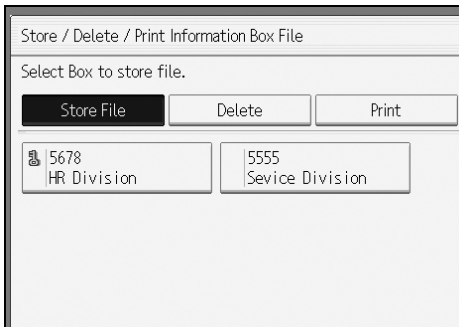 Store / Delete / Print Information Box File
Select Box to store file.
Store File Delete Print
5678 5555
HR Division Sevice Division